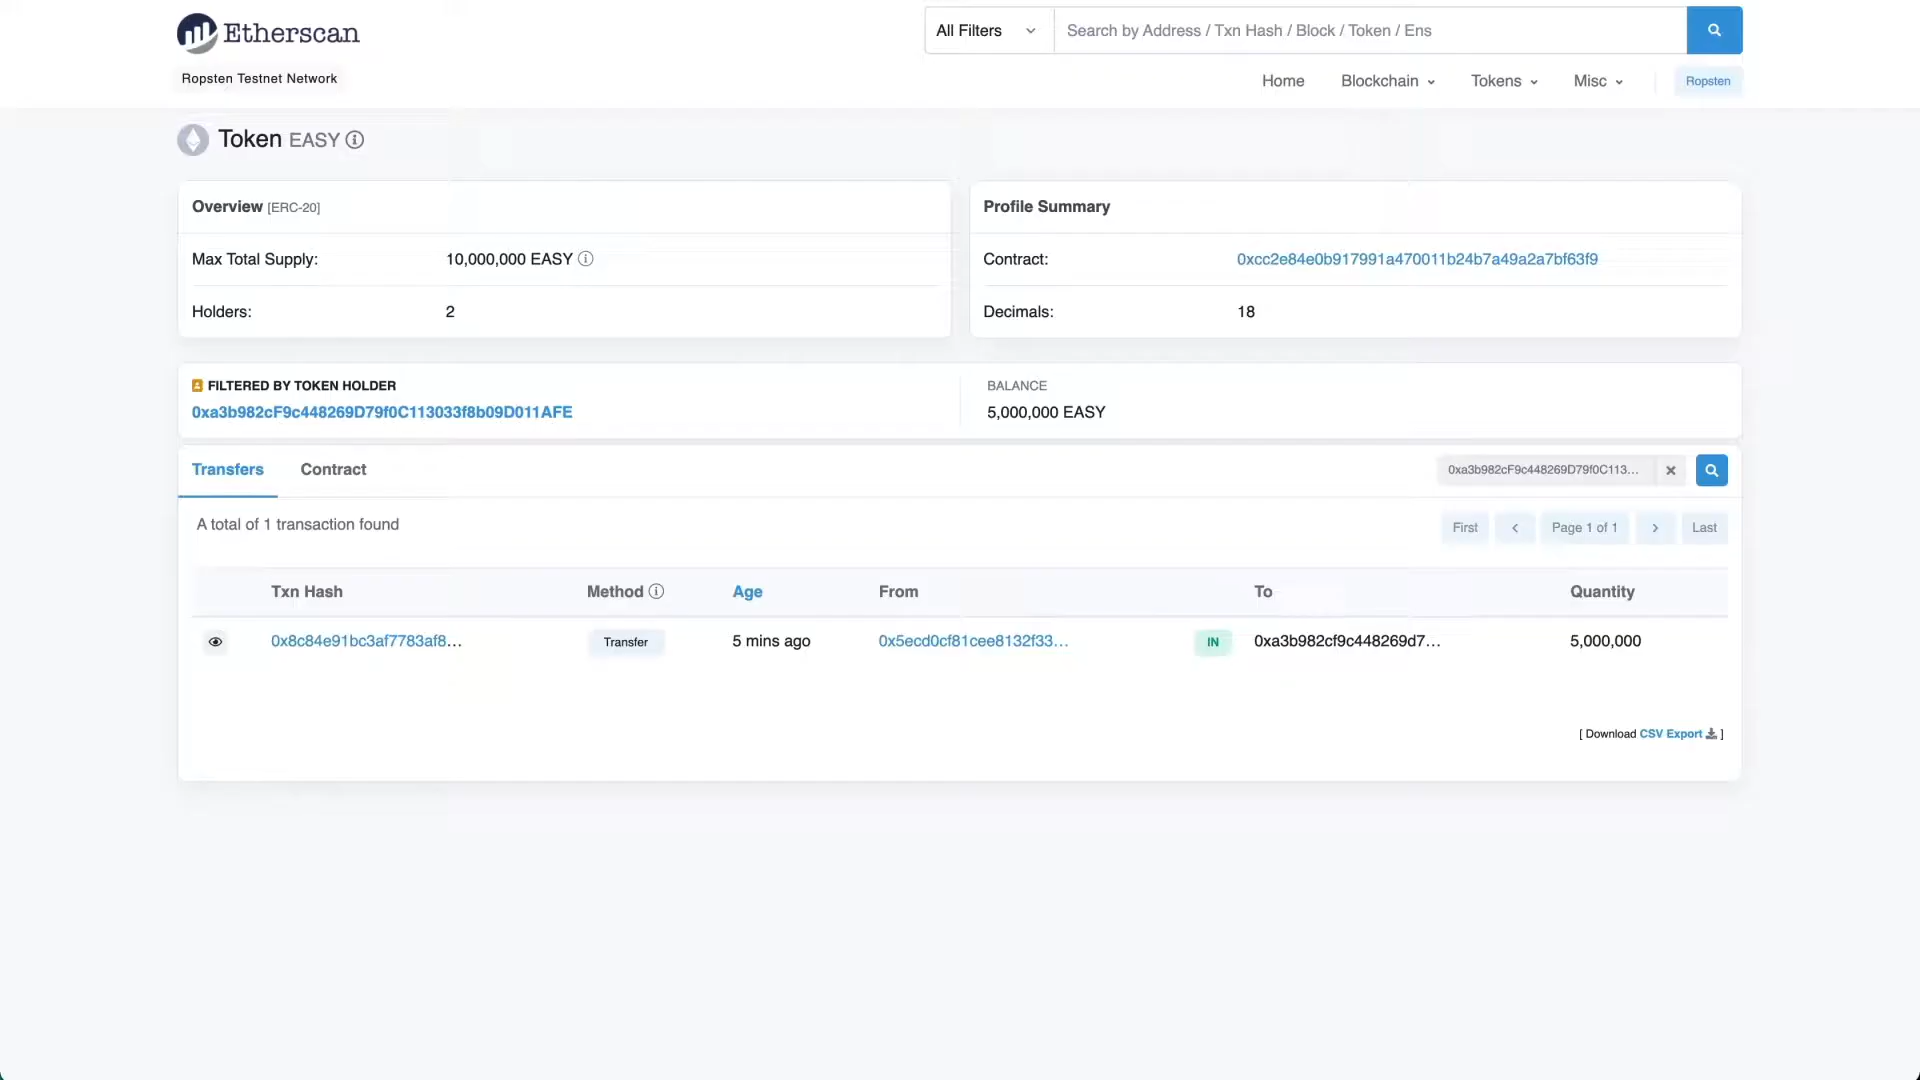 Etherscan
All Filters
Search by Address / Txn Hash / Block / Token / Ens
Ropsten Testnet Network
Home Blockchain Tokens Misc Ropsten
Token EASY
Overview [ERC-20]
Max Total Supply: 10,000,000 EASY
Holders: 2
Profile Summary
Contract: 0xcc2e84e0b917991a470011b24b7a49a2a7bf63f9
Decimals: 18
FILTERED BY TOKEN HOLDER
0xa3b982cF9c448269D79f0C113033f8b09D011AFE
BALANCE
5,000,000 EASY
Transfers Contract
0xa3b982cF9c448269D79f0C113...
A total of 1 transaction found
First Page 1 of 1 Last
Txn Hash Method Age From To Quantity
0x8c84e91bc3af7783af8... Transfer 5 mins ago 0x5ecd0cf81cee8132f33... IN 0xa3b982cf9c448269d7... 5,000,000
[ Download CSV Export ]